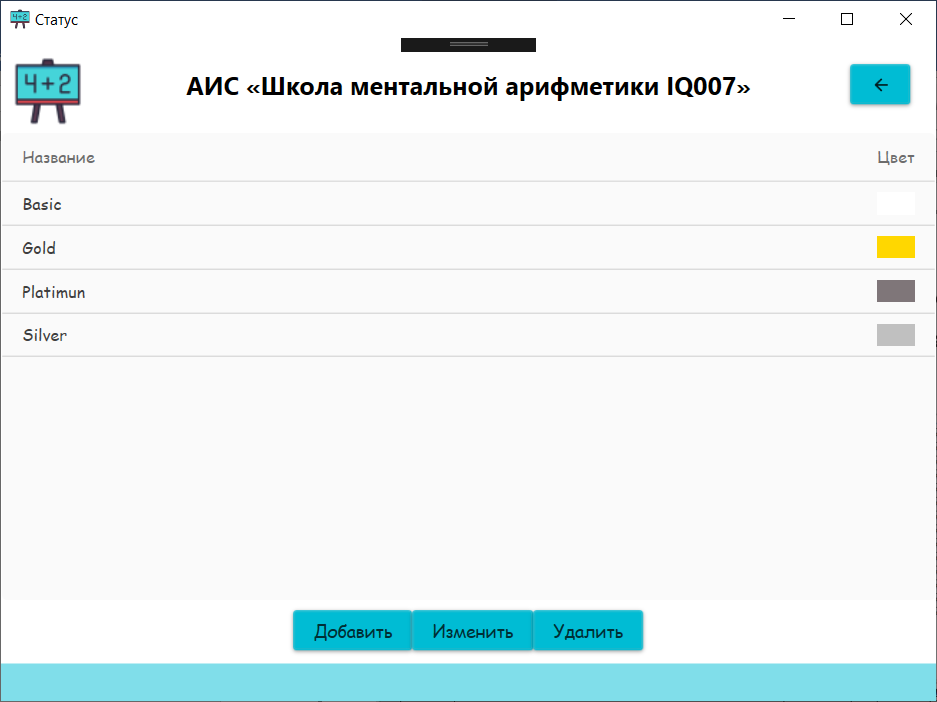 Статус
4+2
АИС «Школа ментальной арифметики IQ007»
Название Цвет
Basic
Gold
Platimun
Silver
Добавить Изменить Удалить